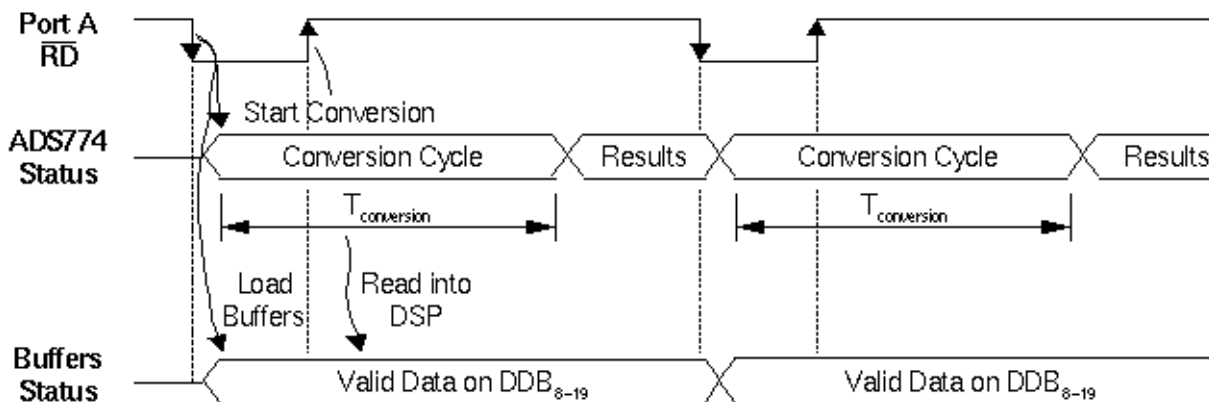 Port A
RD
Start Conversion
ADS774
Status
Conversion Cycle
Results
Conversion Cycle
Results
Tconversion
Tconversion
Load
Buffers
Read into
DSP
Buffers
Status
Valid Data on DDB8-19
Valid Data on DDB8-19